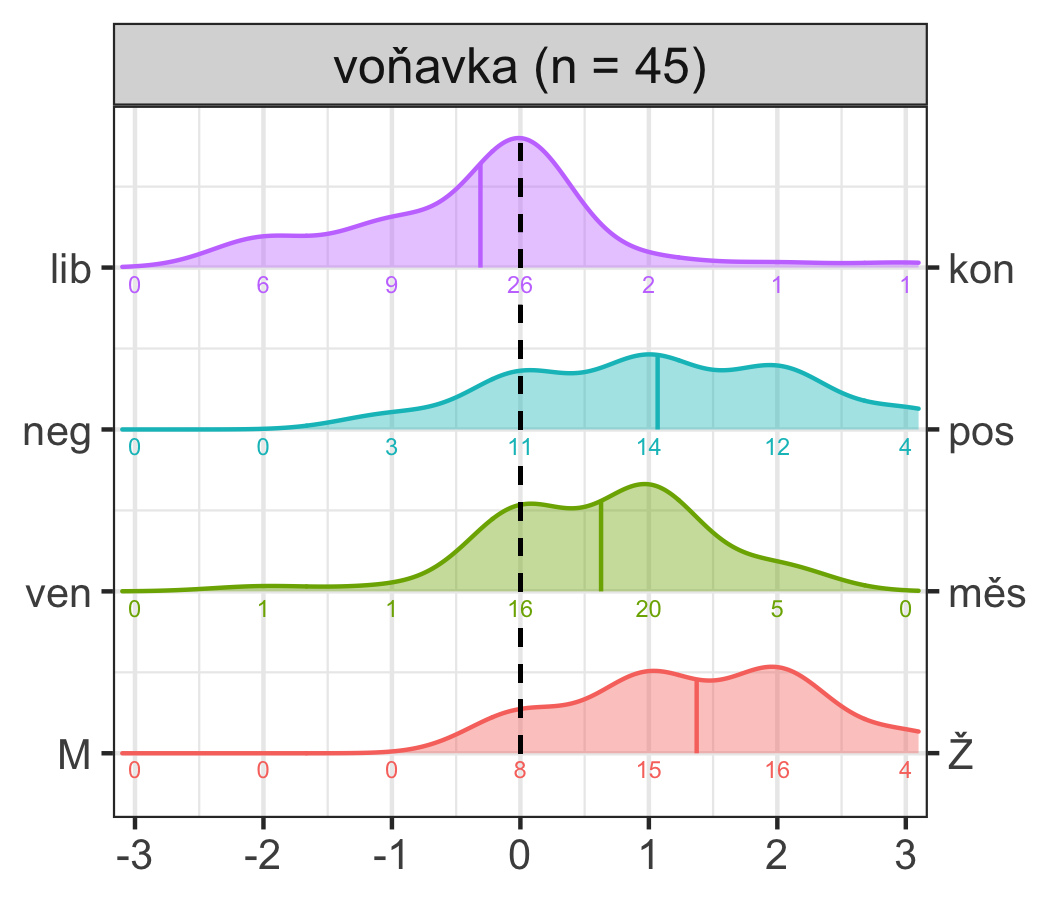 voňavka (n = 45)
lib kon
0 6 9 26 2 1 1
neg pos
0 0 3 11 14 12 4
ven měs
0 1 1 16 20 5 0
M Ž
0 0 0 8 15 16 4
-3 -2 -1 0 1 2 3